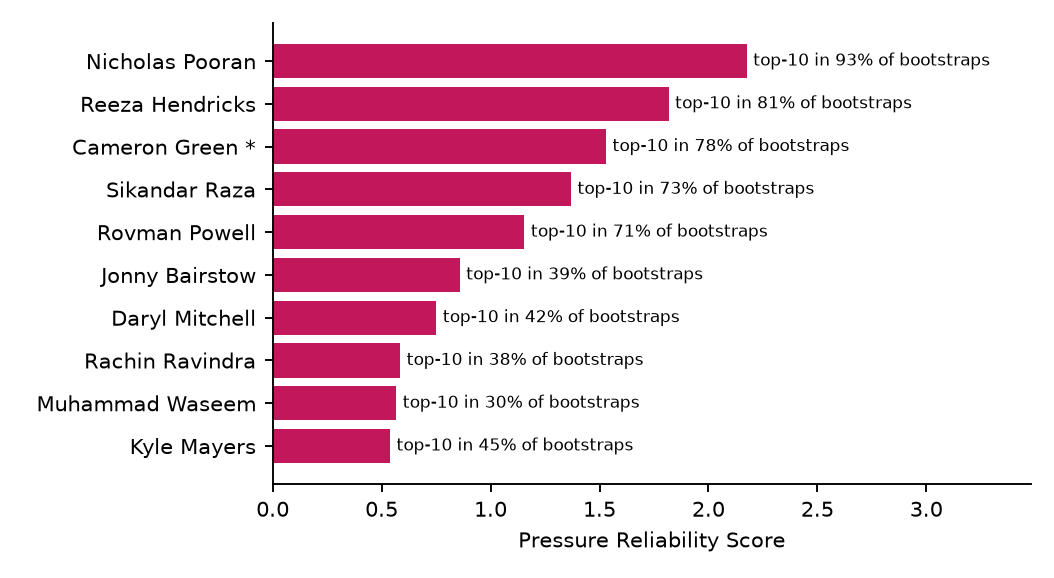 Nicholas Pooran top-10 in 93% of bootstraps
Reeza Hendricks top-10 in 81% of bootstraps
Cameron Green * top-10 in 78% of bootstraps
Sikandar Raza top-10 in 73% of bootstraps
Rovman Powell top-10 in 71% of bootstraps
Jonny Bairstow top-10 in 39% of bootstraps
Daryl Mitchell top-10 in 42% of bootstraps
Rachin Ravindra top-10 in 38% of bootstraps
Muhammad Waseem top-10 in 30% of bootstraps
Kyle Mayers top-10 in 45% of bootstraps
0.0 0.5 1.0 1.5 2.0 2.5 3.0
Pressure Reliability Score